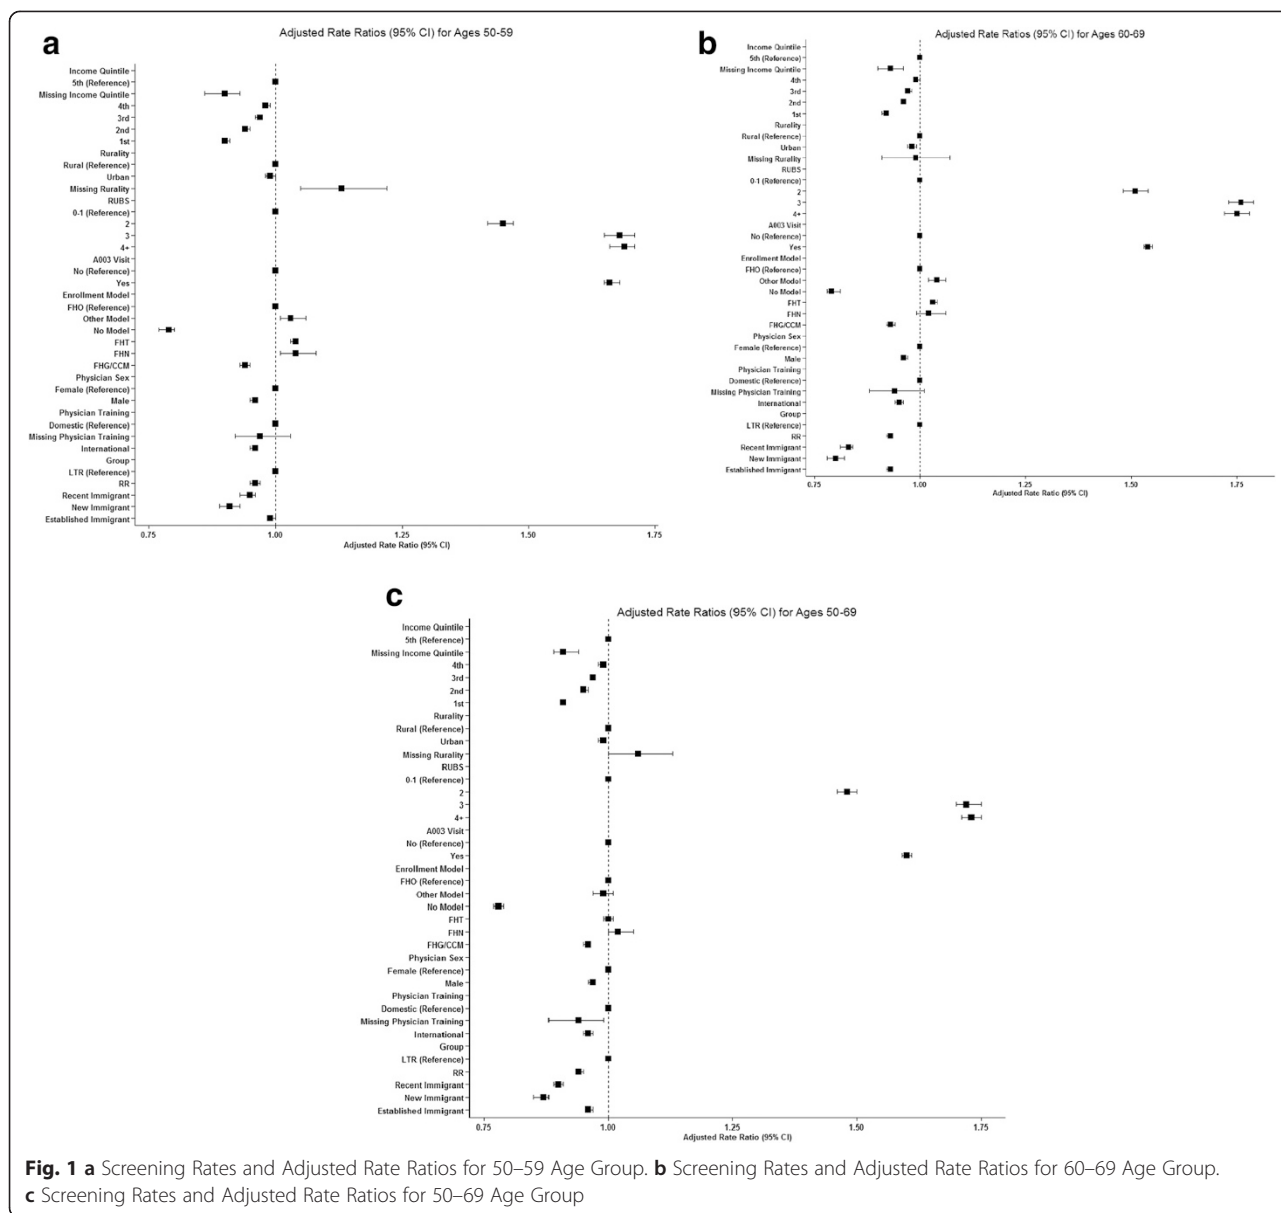 a
Adjusted Rate Ratios (95% CI) for Ages 50-59
Income Quintile
5th (Reference)
Missing Income Quintile
4th
3rd
2nd
1st
Rurality
Rural (Reference)
Urban
Missing Rurality
RUBS
0-1 (Reference)
2
3
4+
A003 Visit
No (Reference)
Yes
Enrollment Model
FHO (Reference)
Other Model
No Model
FHT
FHN
FHG/CCM
Physician Sex
Female (Reference)
Male
Physician Training
Domestic (Reference)
Missing Physician Training
International
Group
LTR (Reference)
RR
Recent Immigrant
New Immigrant
Established Immigrant
0.75 1.00 1.25 1.50 1.75
Adjusted Rate Ratio (95% CI)
b
Adjusted Rate Ratios (95% CI) for Ages 60-69
Income Quintile
5th (Reference)
Missing Income Quintile
4th
3rd
2nd
1st
Rurality
Rural (Reference)
Urban
Missing Rurality
RUBS
0-1 (Reference)
2
3
4+
A003 Visit
No (Reference)
Yes
Enrollment Model
FHO (Reference)
Other Model
No Model
FHT
FHN
FHG/CCM
Physician Sex
Female (Reference)
Male
Physician Training
Domestic (Reference)
Missing Physician Training
International
Group
LTR (Reference)
RR
Recent Immigrant
New Immigrant
Established Immigrant
0.75 1.00 1.25 1.50 1.75
Adjusted Rate Ratio (95% CI)
c
Adjusted Rate Ratios (95% CI) for Ages 50-69
Income Quintile
5th (Reference)
Missing Income Quintile
4th
3rd
2nd
1st
Rurality
Rural (Reference)
Urban
Missing Rurality
RUBS
0-1 (Reference)
2
3
4+
A003 Visit
No (Reference)
Yes
Enrollment Model
FHO (Reference)
Other Model
No Model
FHT
FHN
FHG/CCM
Physician Sex
Female (Reference)
Male
Physician Training
Domestic (Reference)
Missing Physician Training
International
Group
LTR (Reference)
RR
Recent Immigrant
New Immigrant
Established Immigrant
0.75 1.00 1.25 1.50 1.75
Adjusted Rate Ratio (95% CI)
Fig. 1 a Screening Rates and Adjusted Rate Ratios for 50–59 Age Group. b Screening Rates and Adjusted Rate Ratios for 60–69 Age Group.
c Screening Rates and Adjusted Rate Ratios for 50–69 Age Group